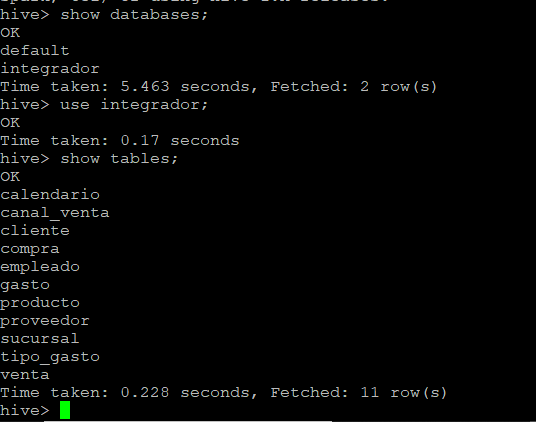 hive> show databases;
OK
default
integrador
Time taken: 5.463 seconds, Fetched: 2 row(s)
hive> use integrador;
OK
Time taken: 0.17 seconds
hive> show tables;
OK
calendario
canal_venta
cliente
compra
empleado
gasto
producto
proveedor
sucursal
tipo_gasto
venta
Time taken: 0.228 seconds, Fetched: 11 row(s)
hive>